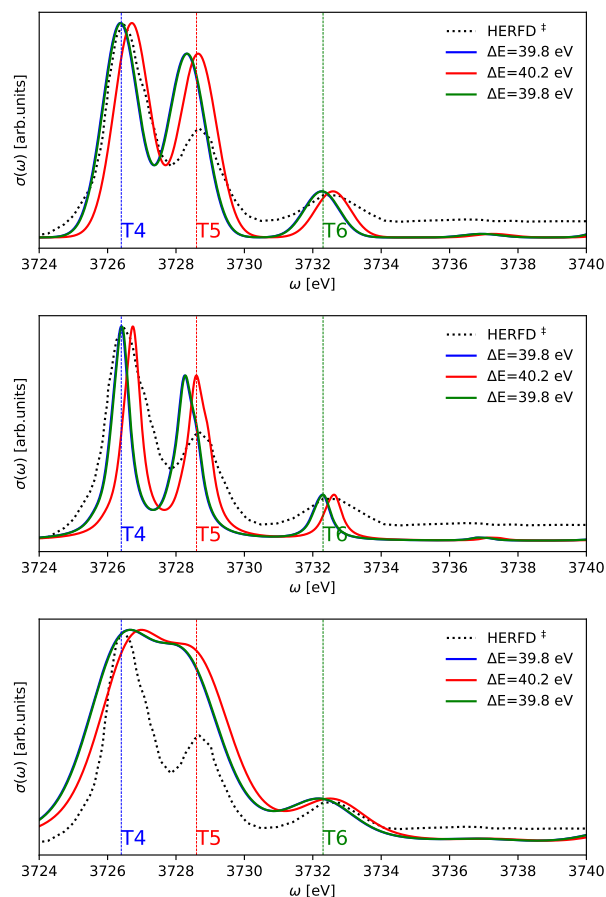 HERFD ‡
ΔE=39.8 eV
ΔE=40.2 eV
ΔE=39.8 eV
σ(ω) [arb.units]
T4 T5 T6
3724 3726 3728 3730 3732 3734 3736 3738 3740
ω [eV]
HERFD ‡
ΔE=39.8 eV
ΔE=40.2 eV
ΔE=39.8 eV
σ(ω) [arb.units]
T4 T5 T6
3724 3726 3728 3730 3732 3734 3736 3738 3740
ω [eV]
HERFD ‡
ΔE=39.8 eV
ΔE=40.2 eV
ΔE=39.8 eV
σ(ω) [arb.units]
T4 T5 T6
3724 3726 3728 3730 3732 3734 3736 3738 3740
ω [eV]